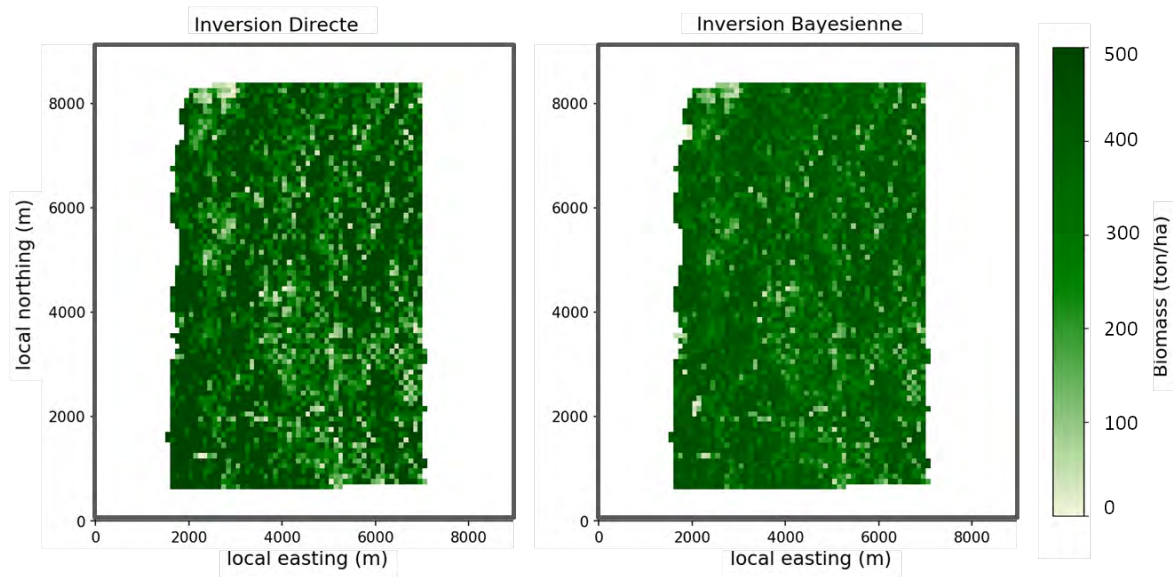 Inversion Directe
Inversion Bayesienne
local northing (m)
8000
6000
4000
2000
0
0 2000 4000 6000 8000
local easting (m)
8000
6000
4000
2000
0
0 2000 4000 6000 8000
local easting (m)
500
400
300
200
100
0
Biomass (ton/ha)